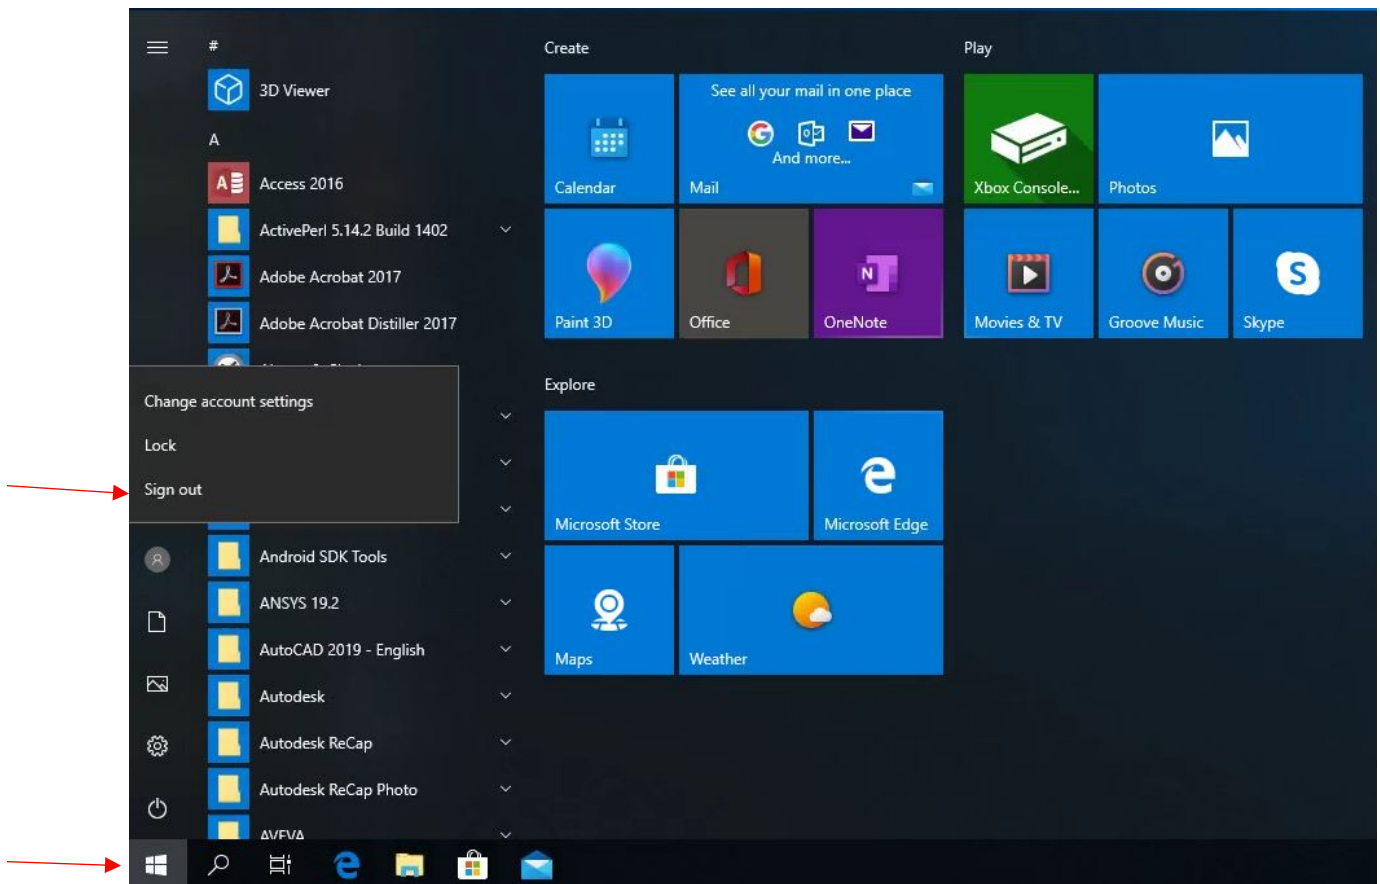 #
3D Viewer
A
Access 2016
ActivePerl 5.14.2 Build 1402
Adobe Acrobat 2017
Adobe Acrobat Distiller 2017
Change account settings
Lock
Sign out
Android SDK Tools
ANSYS 19.2
AutoCAD 2019 - English
Autodesk
Autodesk ReCap
Autodesk ReCap Photo
AVEVA
Create
Calendar
See all your mail in one place
And more...
Mail
Paint 3D
Office
OneNote
Explore
Microsoft Store
Microsoft Edge
Maps
Weather
Play
Xbox Console...
Photos
Movies & TV
Groove Music
Skype